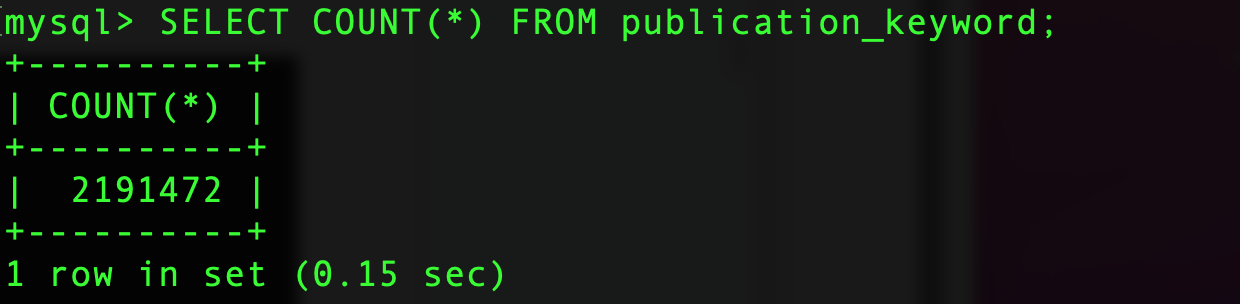 mysql> SELECT COUNT(*) FROM publication_keyword;
+----------+
| COUNT(*) |
+----------+
|  2191472 |
+----------+
1 row in set (0.15 sec)